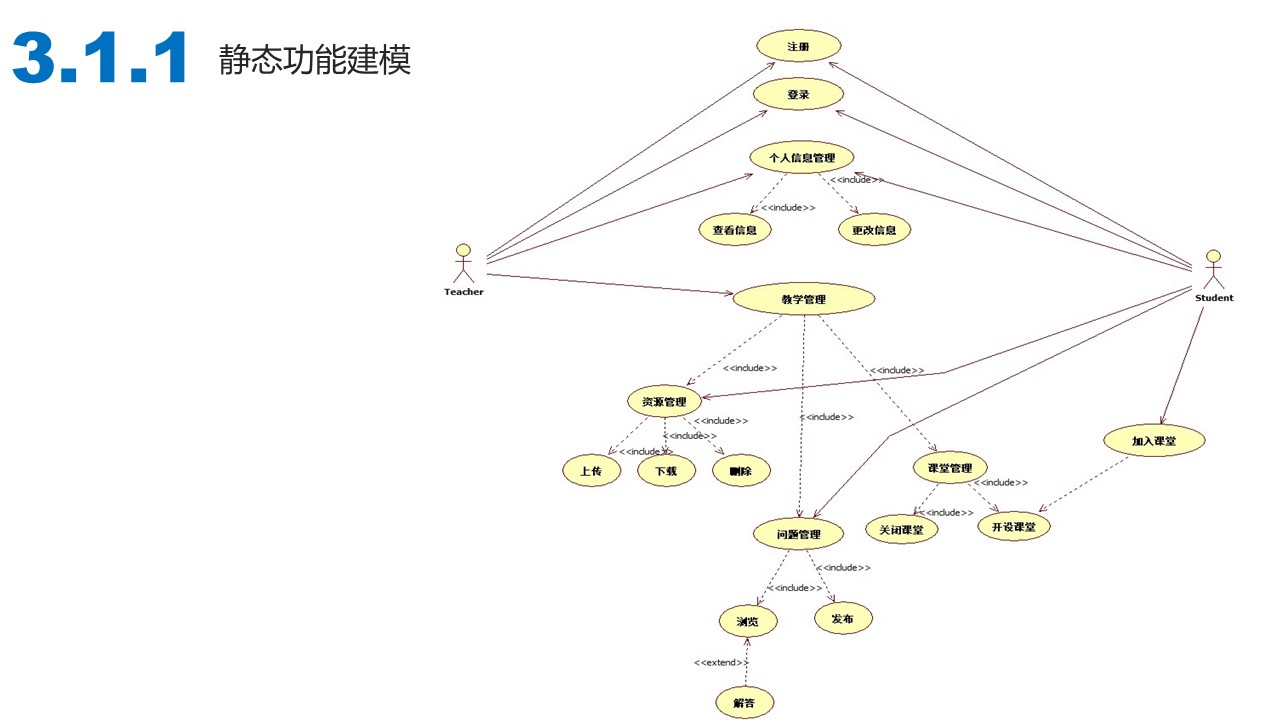 3.1.1 静态功能建模
注册
登录
个人信息管理
<<include>>
<<include>>
查看信息
更改信息
Teacher
Student
教学管理
<<include>>
<<include>>
资源管理
<<include>>
<<include>>
<<include>>
<<include>>
加入课堂
上传
下载
删除
课堂管理
<<include>>
<<include>>
关闭课堂
开设课堂
问题管理
<<include>>
<<include>>
浏览
发布
<<extend>>
解答